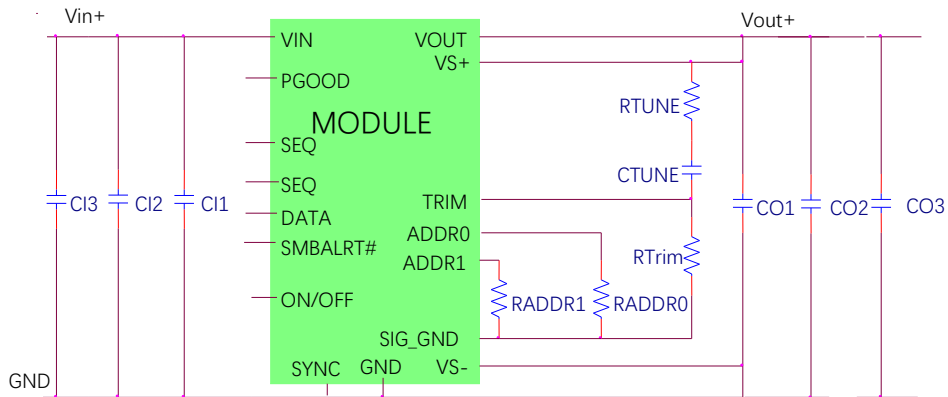 Vin+
Vout+
VIN
VOUT
VS+
PGOOD
RTUNE
MODULE
SEQ
CTUNE
SEQ
CI3
CI2
CI1
TRIM
CO1
CO2
CO3
DATA
ADDR0
SMBALRT#
RTrim
ADDR1
ON/OFF
RADDR1
RADDR0
SIG_GND
SYNC
GND
VS-
GND